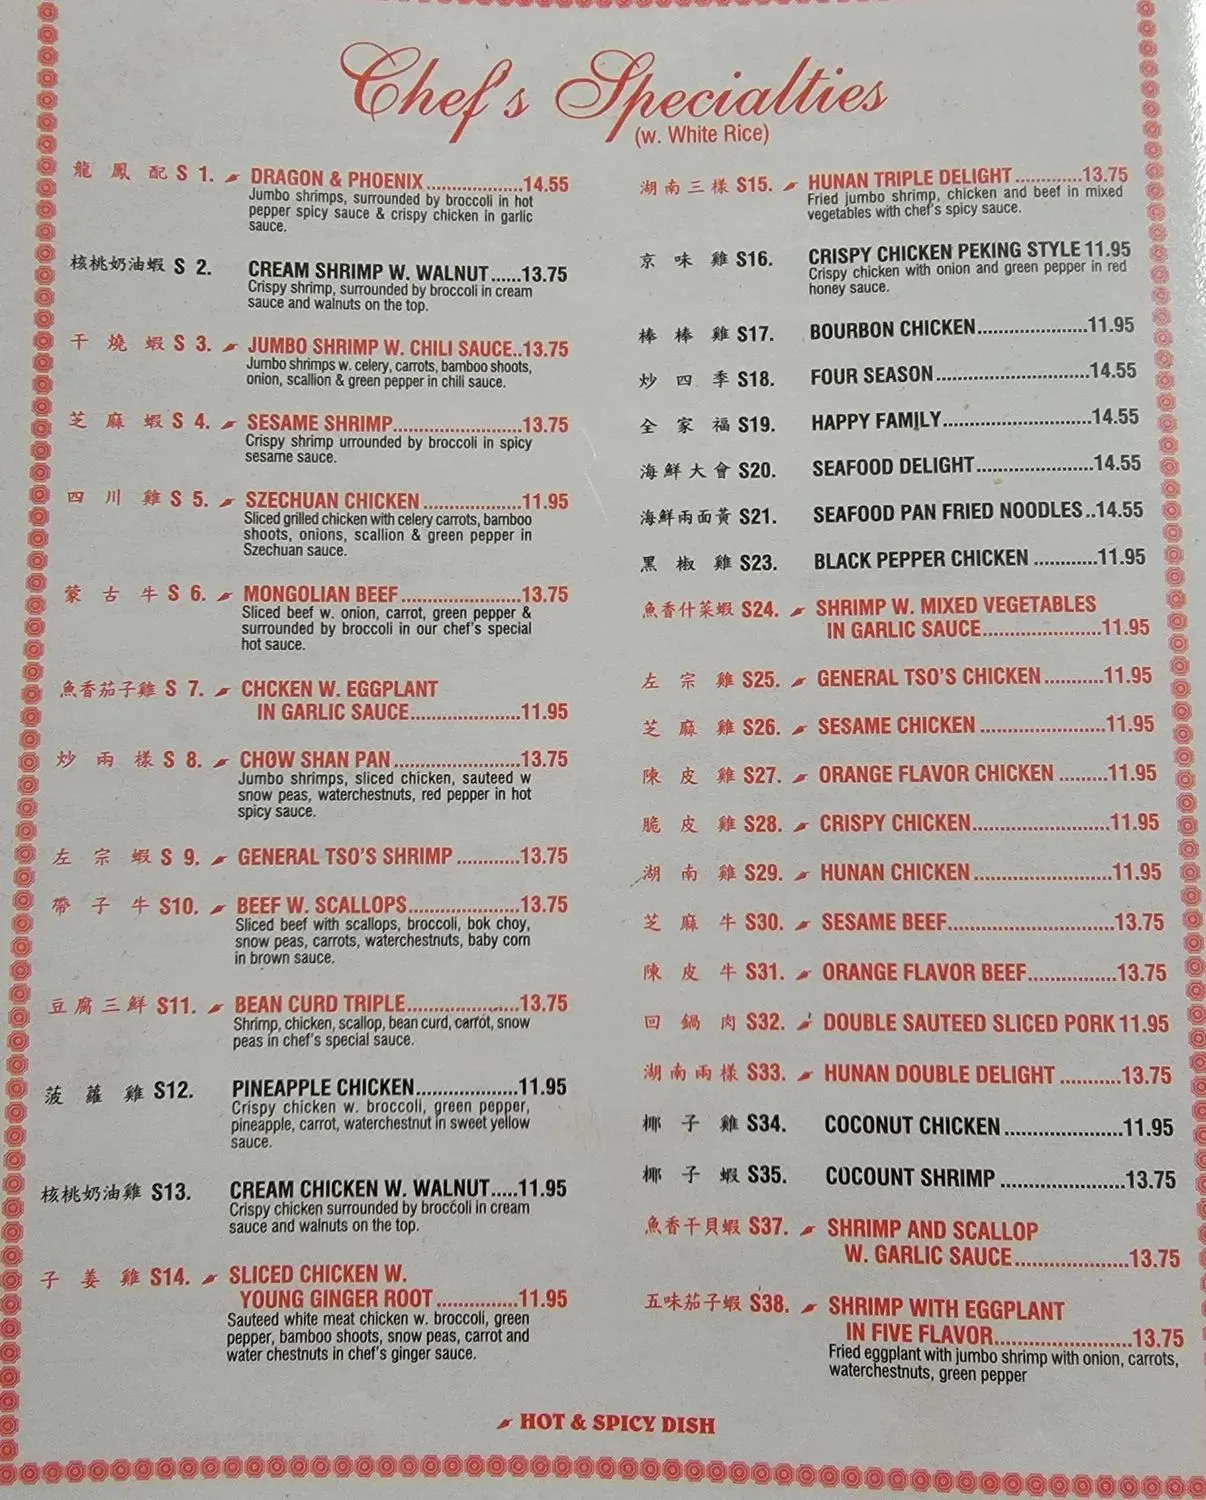 Chef's Specialties
(w. White Rice)
龍鳳配 S 1. DRAGON & PHOENIX......................14.55
Jumbo shrimps, surrounded by broccoli in hot
pepper spicy sauce & crispy chicken in garlic
sauce.
核桃奶油蝦 S 2. CREAM SHRIMP W. WALNUT......13.75
Crispy shrimp, surrounded by broccoli in cream
sauce and walnuts on the top.
干燒蝦 S 3. JUMBO SHRIMP W. CHILI SAUCE..13.75
Jumbo shrimps w. celery, carrots, bamboo shoots,
onion, scallion & green pepper in chili sauce.
芝麻蝦 S 4. SESAME SHRIMP.............................13.75
Crispy shrimp urrounded by broccoli in spicy
sesame sauce.
四川雞 S 5. SZECHUAN CHICKEN......................11.95
Sliced grilled chicken with celery carrots, bamboo
shoots, onions, scallion & green pepper in
Szechuan sauce.
蒙古牛 S 6. MONGOLIAN BEEF...........................13.75
Sliced beef w. onion, carrot, green pepper &
surrounded by broccoli in our chef's special
hot sauce.
魚香茄子雞 S 7. CHCKEN W. EGGPLANT
IN GARLIC SAUCE.........................11.95
炒兩樣 S 8. CHOW SHAN PAN............................13.75
Jumbo shrimps, sliced chicken, sauteed w
snow peas, waterchestnuts, red pepper in hot
spicy sauce.
左宗蝦 S 9. GENERAL TSO'S SHRIMP............13.75
帶子牛 S10. BEEF W. SCALLOPS.........................13.75
Sliced beef with scallops, broccoli, bok choy,
snow peas, carrots, waterchestnuts, baby corn
in brown sauce.
豆腐三鮮 S11. BEAN CURD TRIPLE.........................13.75
Shrimp, chicken, scallop, bean curd, carrot, snow
peas in chef's special sauce.
菠蘿雞 S12. PINEAPPLE CHICKEN.......................11.95
Crispy chicken w. broccoli, green pepper,
pineapple, carrot, waterchestnut in sweet yellow
sauce.
核桃奶油雞 S13. CREAM CHICKEN W. WALNUT.....11.95
Crispy chicken surrounded by broccoli in cream
sauce and walnuts on the top.
子姜雞 S14. SLICED CHICKEN W.
YOUNG GINGER ROOT................11.95
Sauteed white meat chicken w. broccoli, green
pepper, bamboo shoots, snow peas, carrot and
water chestnuts in chef's ginger sauce.
湖南三樣 S15. HUNAN TRIPLE DELIGHT.............13.75
Fried jumbo shrimp, chicken and beef in mixed
vegetables with chef's spicy sauce.
京味雞 S16. CRISPY CHICKEN PEKING STYLE 11.95
Crispy chicken with onion and green pepper in red
honey sauce.
棒棒雞 S17. BOURBON CHICKEN......................11.95
炒四季 S18. FOUR SEASON...............................14.55
全家福 S19. HAPPY FAMILY..............................14.55
海鮮大會 S20. SEAFOOD DELIGHT.......................14.55
海鮮兩面黃 S21. SEAFOOD PAN FRIED NOODLES..14.55
黑椒雞 S23. BLACK PEPPER CHICKEN............11.95
魚香什菜蝦 S24. SHRIMP W. MIXED VEGETABLES
IN GARLIC SAUCE.......................11.95
左宗雞 S25. GENERAL TSO'S CHICKEN...........11.95
芝麻雞 S26. SESAME CHICKEN.........................11.95
陳皮雞 S27. ORANGE FLAVOR CHICKEN.........11.95
脆皮雞 S28. CRISPY CHICKEN...........................11.95
湖南雞 S29. HUNAN CHICKEN...........................11.95
芝麻牛 S30. SESAME BEEF................................13.75
陳皮牛 S31. ORANGE FLAVOR BEEF.................13.75
回鍋肉 S32. DOUBLE SAUTEED SLICED PORK 11.95
湖南兩樣 S33. HUNAN DOUBLE DELIGHT............13.75
椰子雞 S34. COCONUT CHICKEN.......................11.95
椰子蝦 S35. COCOUNT SHRIMP.........................13.75
魚香干貝蝦 S37. SHRIMP AND SCALLOP
W. GARLIC SAUCE......................13.75
五味茄子蝦 S38. SHRIMP WITH EGGPLANT
IN FIVE FLAVOR...........................13.75
Fried eggplant with jumbo shrimp with onion, carrots,
waterchestnuts, green pepper
HOT & SPICY DISH